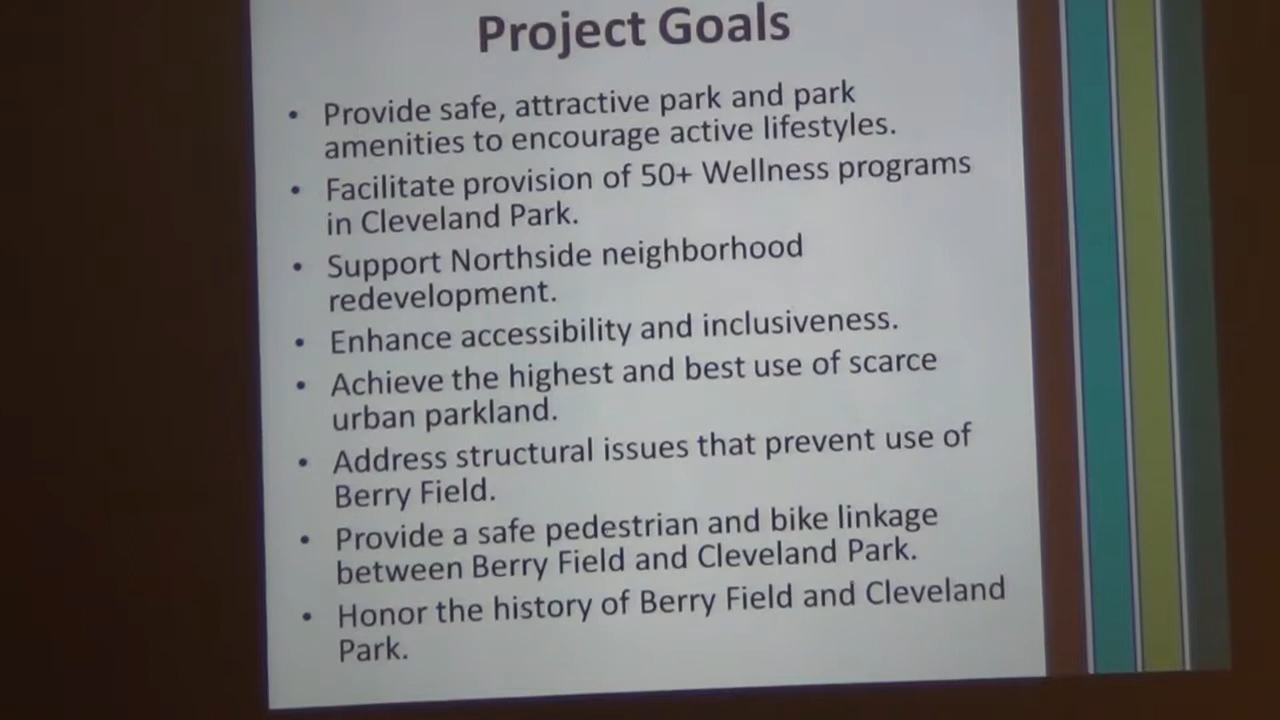 Project Goals
• Provide safe, attractive park and park
amenities to encourage active lifestyles.
• Facilitate provision of 50+ Wellness programs
in Cleveland Park.
• Support Northside neighborhood
redevelopment.
• Enhance accessibility and inclusiveness.
• Achieve the highest and best use of scarce
urban parkland.
• Address structural issues that prevent use of
Berry Field.
• Provide a safe pedestrian and bike linkage
between Berry Field and Cleveland Park.
• Honor the history of Berry Field and Cleveland
Park.